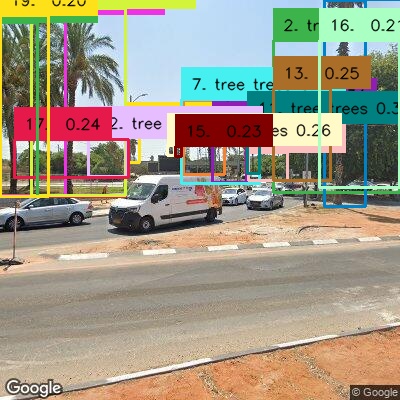 19. 0.20
2. tree
16. 0.21
13. 0.25
7. tree tre
trees 0.3
17. 0.24
2. tree
15. 0.23
es 0.26
Google
© Google